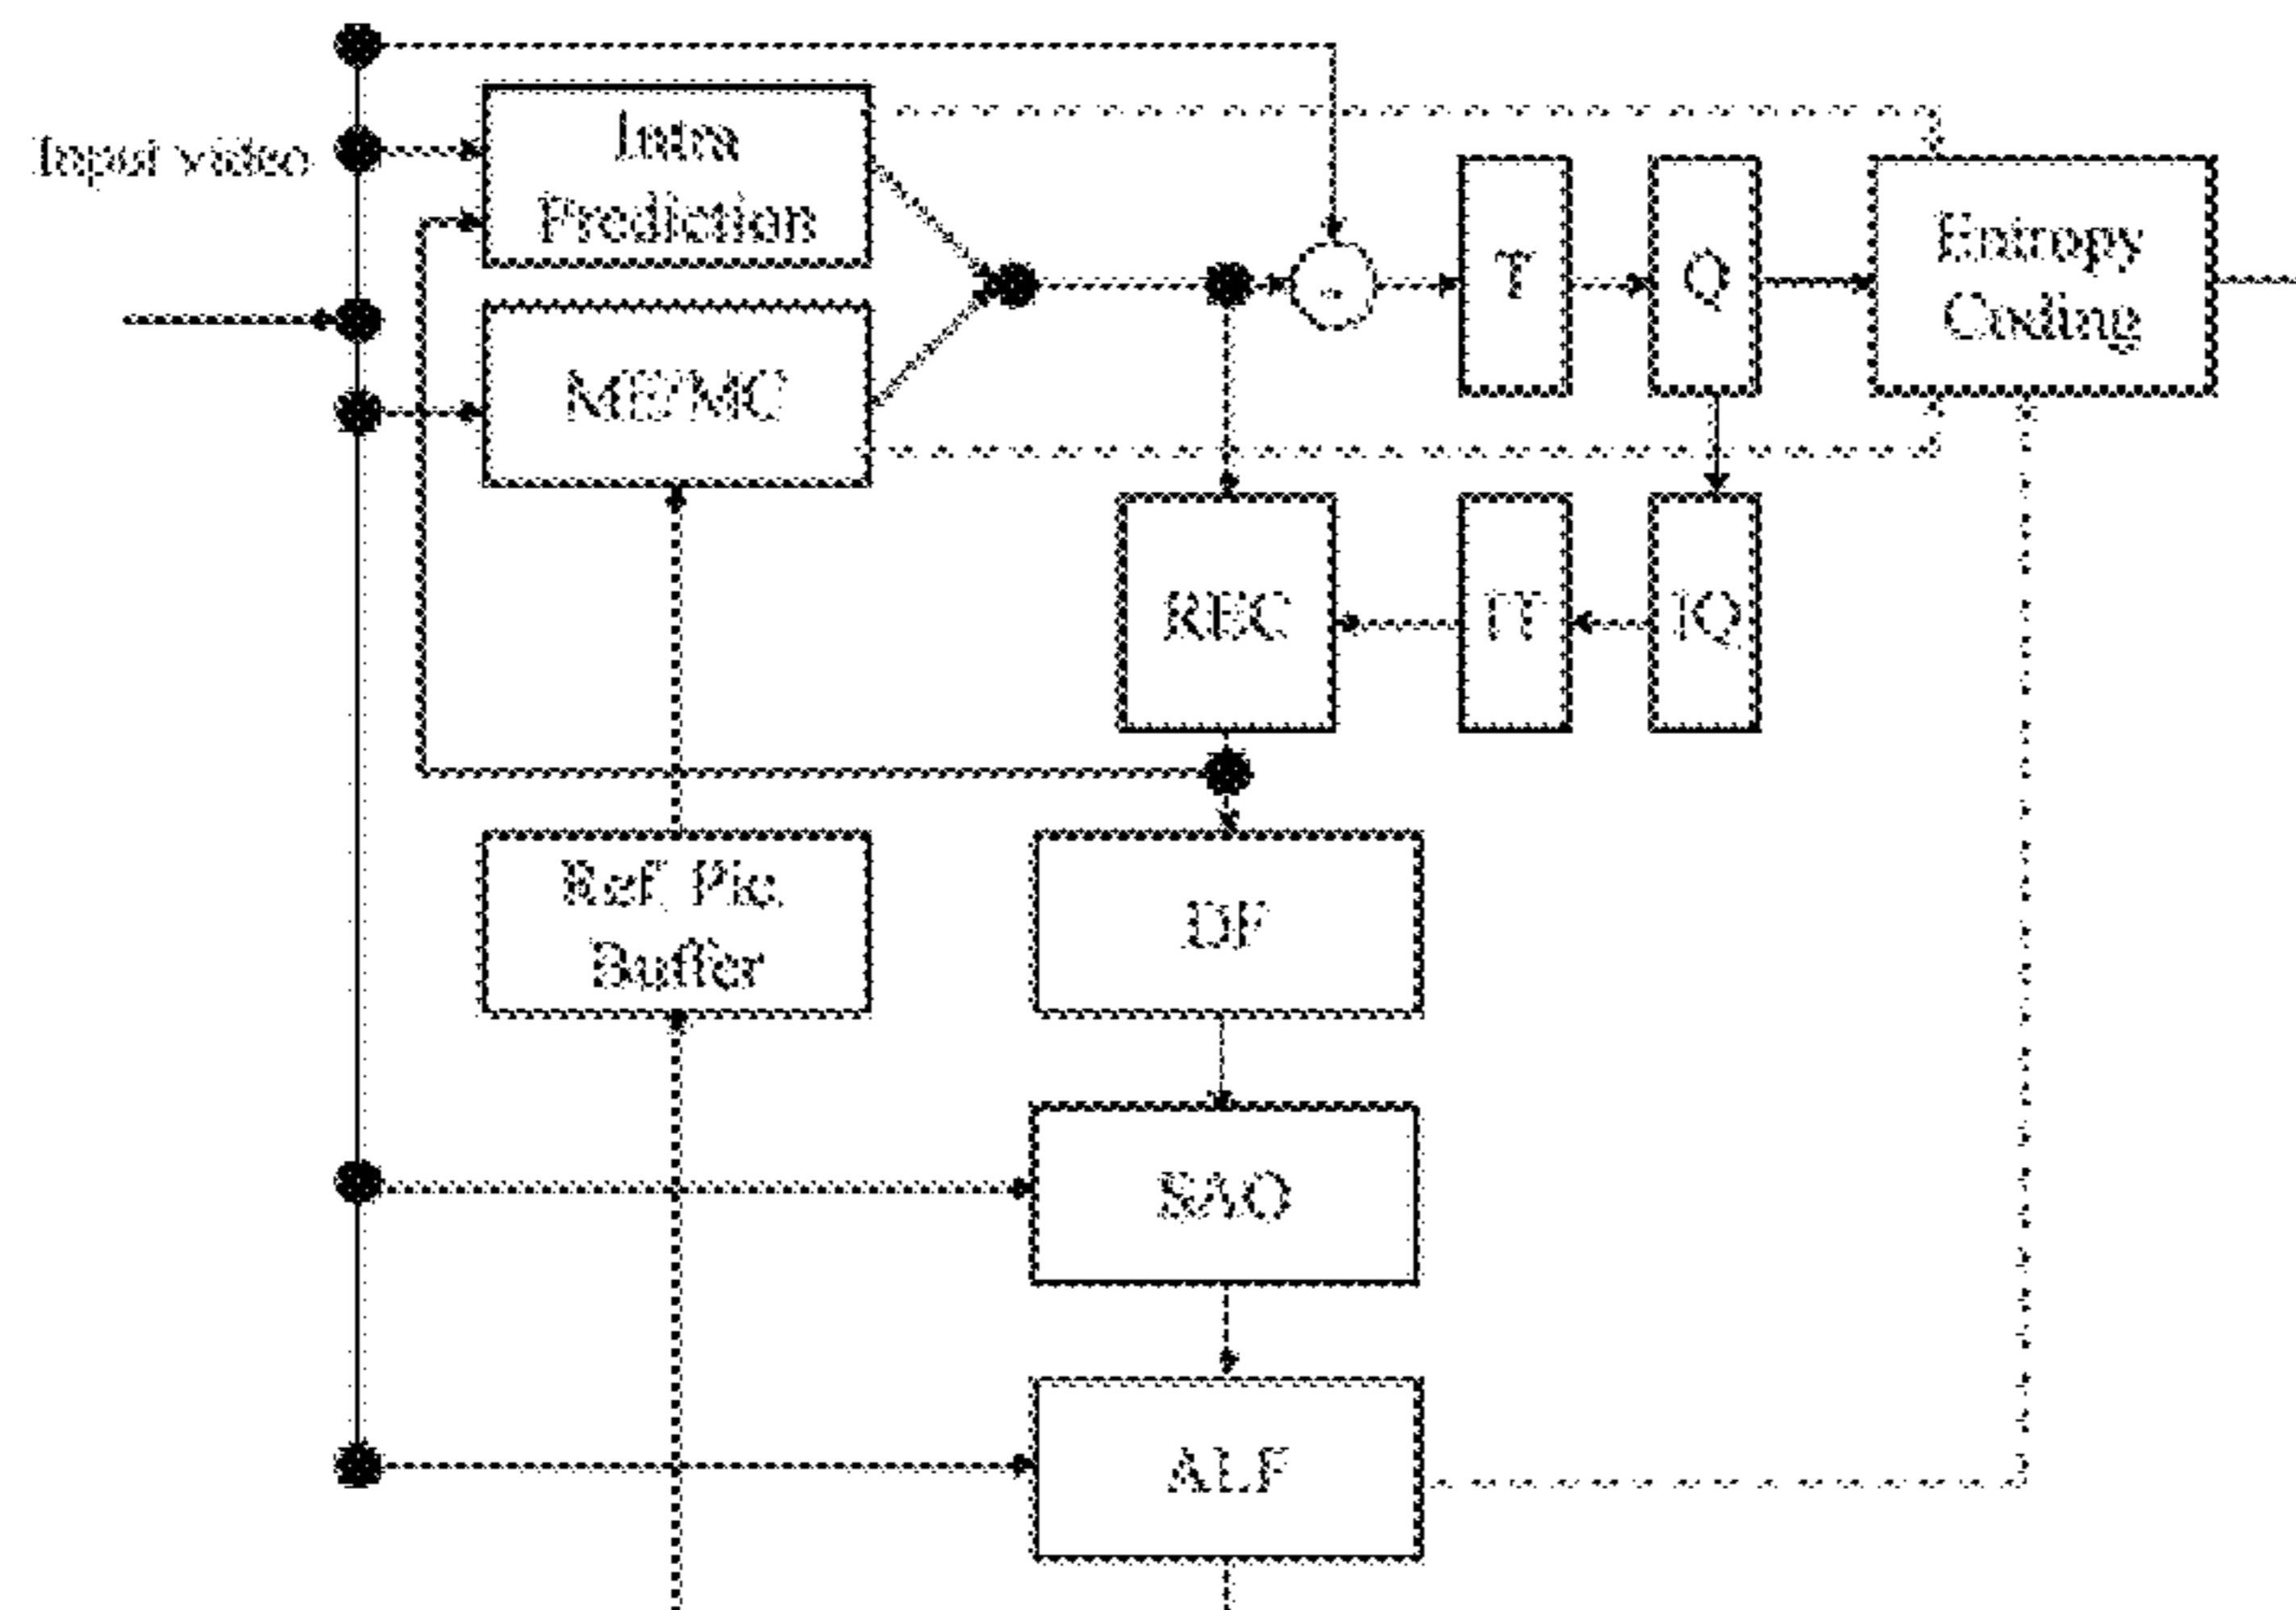 Input video
Intra
Prediction
ME/MC
-
T
Q
Entropy
Coding
REC
IT
IQ
Ref. Pic.
Buffer
DF
SAO
ALF